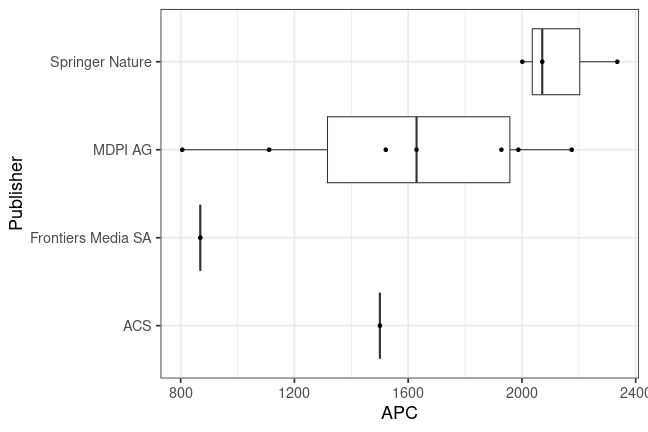 Publisher
Springer Nature
MDPI AG
Frontiers Media SA
ACS
800 1200 1600 2000 2400
APC